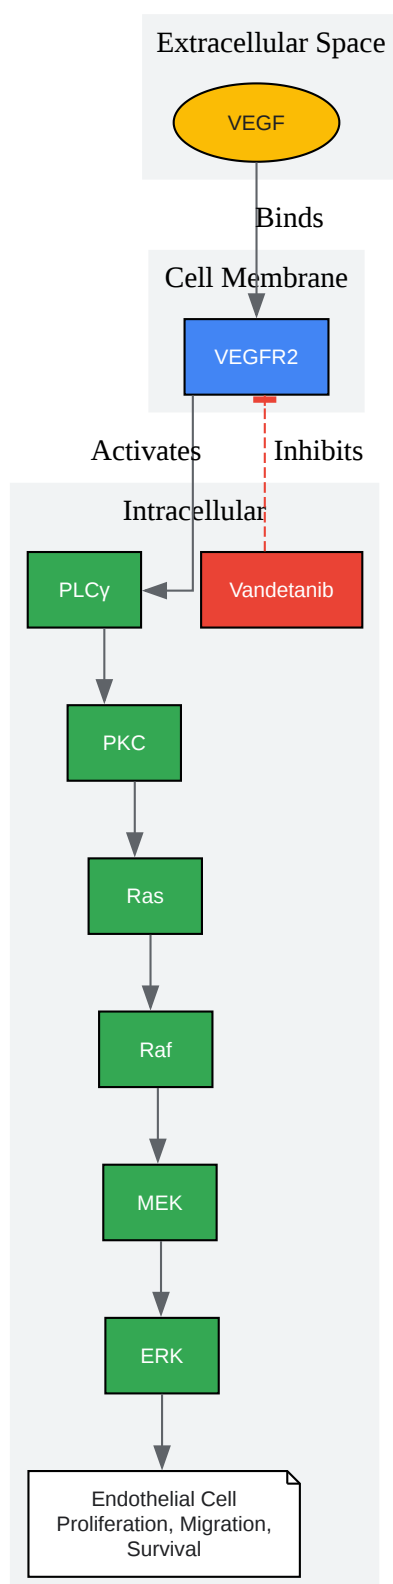 Extracellular Space
VEGF
Binds
Cell Membrane
VEGFR2
Activates
Inhibits
Intracellular
PLCγ
Vandetanib
PKC
Ras
Raf
MEK
ERK
Endothelial Cell
Proliferation, Migration,
Survival